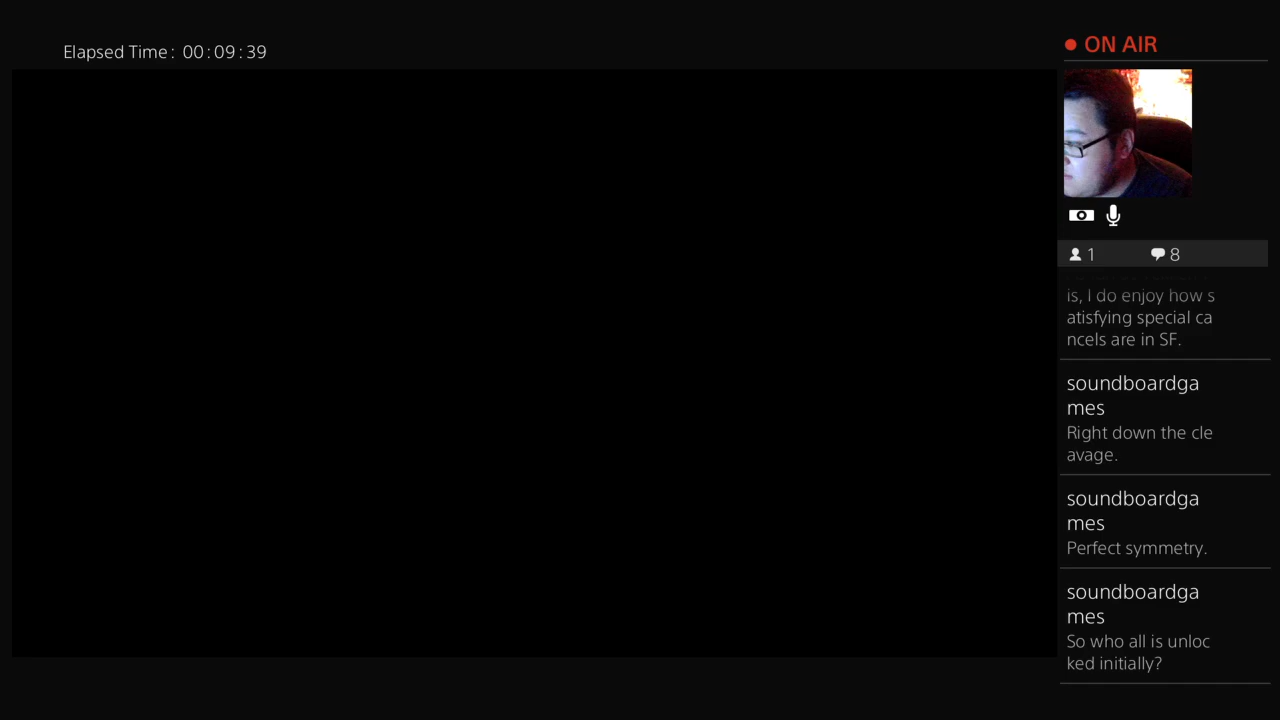 Elapsed Time: 00:09:39
ON AIR
1 8
is, I do enjoy how s
atisfying special ca
ncels are in SF.
soundboardga
mes
Right down the cle
avage.
soundboardga
mes
Perfect symmetry.
soundboardga
mes
So who all is unloc
ked initially?